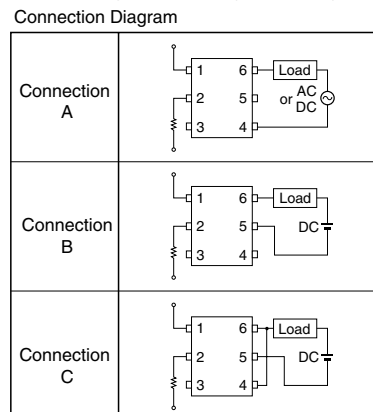 Connection Diagram
Connection
A
1 6 Load
2 5 or AC
DC
3 4
Connection
B
1 6 Load
2 5 DC
3 4
Connection
C
1 6 Load
2 5 DC
3 4